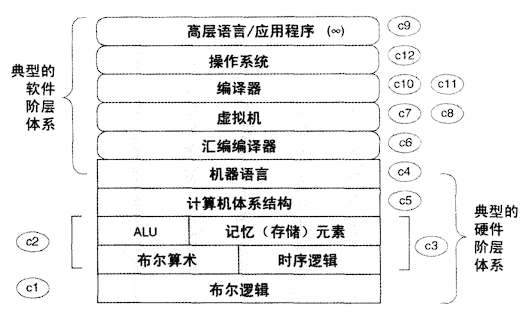 高层语言/应用程序 (∞) c9
操作系统 c12
典型的
软件
阶层
体系
编译器 c10 c11
虚拟机 c7 c8
汇编编译器 c6
机器语言 c4
计算机体系结构 c5
典型的
硬件
阶层
体系
c2 ALU 记忆（存储）元素 c3
布尔算术 时序逻辑
c1 布尔逻辑